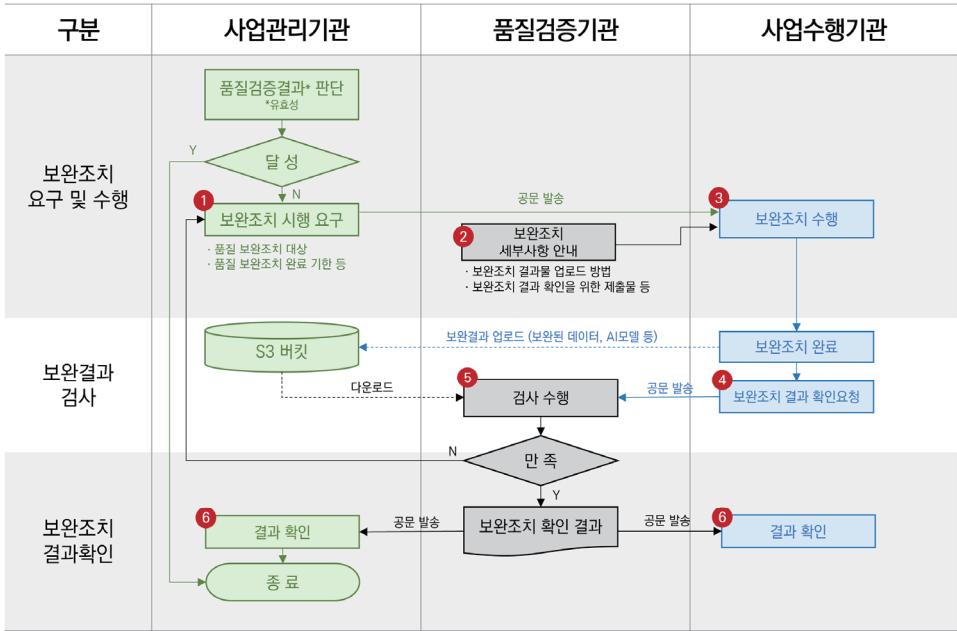 구분
사업관리기관
품질검증기관
사업수행기관
보완조치
요구 및 수행
품질검증결과* 판단
*유효성
달 성
Y
N
1
보완조치 시행 요구
· 품질 보완조치 대상
· 품질 보완조치 완료 기한 등
공문 발송
2
보완조치
세부사항 안내
· 보완조치 결과물 업로드 방법
· 보완조치 결과 확인을 위한 제출물 등
3
보완조치 수행
보완결과
검사
S3 버킷
보완결과 업로드 (보완된 데이터, AI모델 등)
보완조치 완료
다운로드
5
검사 수행
공문 발송
4
보완조치 결과 확인요청
N
만 족
Y
보완조치
결과확인
6
결과 확인
공문 발송
보완조치 확인 결과
공문 발송
6
결과 확인
종 료